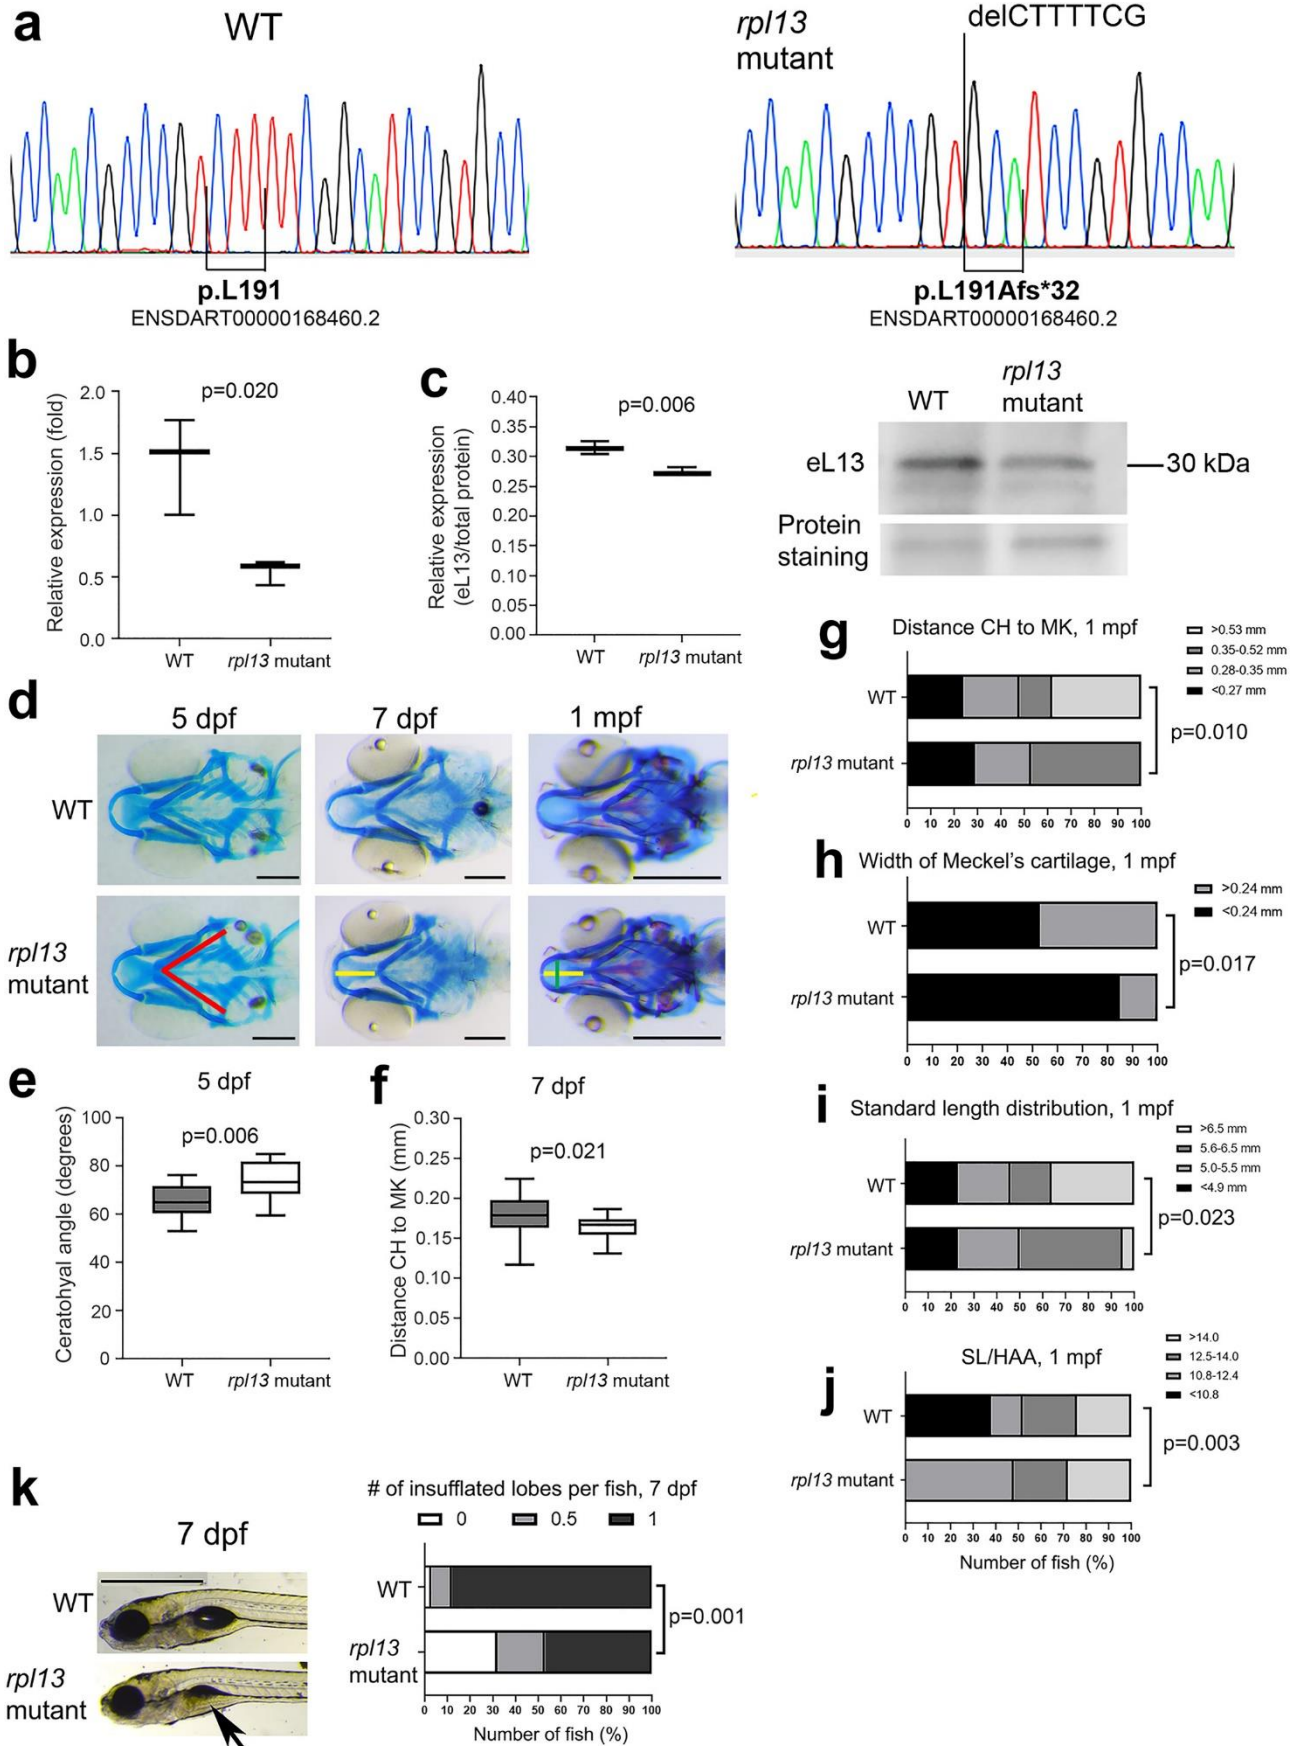 a
WT
rpl13
mutant
delCTTTTCG
p.L191
ENSDART00000168460.2
p.L191Afs*32
ENSDART00000168460.2
b
Relative expression (fold)
2.0
1.5
1.0
0.5
0.0
p=0.020
WT
rpl13 mutant
c
Relative expression
(eL13/total protein)
0.40
0.35
0.30
0.25
0.20
0.15
0.10
0.05
0.00
p=0.006
WT
rpl13 mutant
WT
rpl13
mutant
eL13
30 kDa
Protein
staining
d
5 dpf
7 dpf
1 mpf
WT
rpl13
mutant
e
5 dpf
Ceratohyal angle (degrees)
100
80
60
40
20
0
p=0.006
WT
rpl13 mutant
f
7 dpf
Distance CH to MK (mm)
0.30
0.25
0.20
0.15
0.10
0.05
0.00
p=0.021
WT
rpl13 mutant
g
Distance CH to MK, 1 mpf
>0.53 mm
0.35-0.52 mm
0.28-0.35 mm
<0.27 mm
WT
rpl13 mutant
p=0.010
0 10 20 30 40 50 60 70 80 90 100
h
Width of Meckel's cartilage, 1 mpf
>0.24 mm
<0.24 mm
WT
rpl13 mutant
p=0.017
0 10 20 30 40 50 60 70 80 90 100
i
Standard length distribution, 1 mpf
>6.5 mm
5.6-6.5 mm
5.0-5.5 mm
<4.9 mm
WT
rpl13 mutant
p=0.023
0 10 20 30 40 50 60 70 80 90 100
j
SL/HAA, 1 mpf
>14.0
12.5-14.0
10.8-12.4
<10.8
WT
rpl13 mutant
p=0.003
0 10 20 30 40 50 60 70 80 90 100
Number of fish (%)
k
7 dpf
WT
rpl13
mutant
# of insufflated lobes per fish, 7 dpf
0 0.5 1
WT
rpl13
mutant
p=0.001
0 10 20 30 40 50 60 70 80 90 100
Number of fish (%)